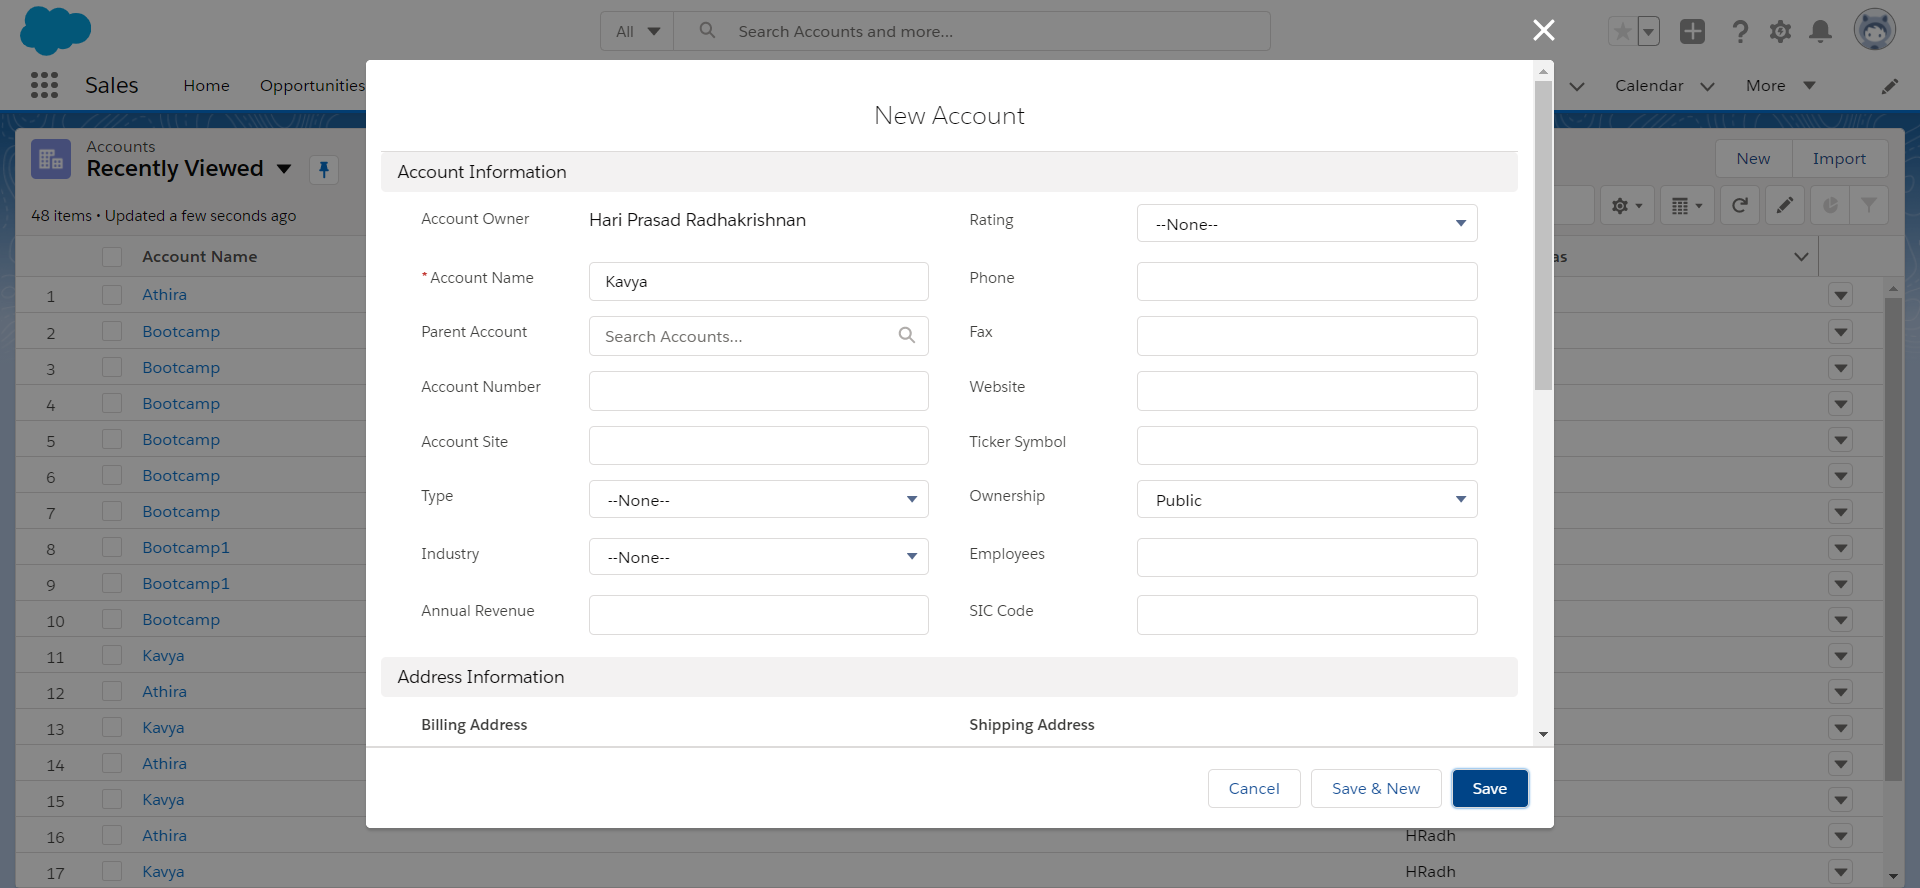 All
Search Accounts and more...
Sales
Home
Opportunities
Calendar
More
Accounts
Recently Viewed
New
Import
48 items • Updated a few seconds ago
Account Name
as
1 Athira
2 Bootcamp
3 Bootcamp
4 Bootcamp
5 Bootcamp
6 Bootcamp
7 Bootcamp
8 Bootcamp1
9 Bootcamp1
10 Bootcamp
11 Kavya
12 Athira
13 Kavya
14 Athira
15 Kavya
16 Athira HRadh
17 Kavya HRadh
New Account
Account Information
Account Owner Hari Prasad Radhakrishnan
Rating --None--
*Account Name Kavya
Phone
Parent Account Search Accounts...
Fax
Account Number
Website
Account Site
Ticker Symbol
Type --None--
Ownership Public
Industry --None--
Employees
Annual Revenue
SIC Code
Address Information
Billing Address
Shipping Address
Cancel
Save & New
Save